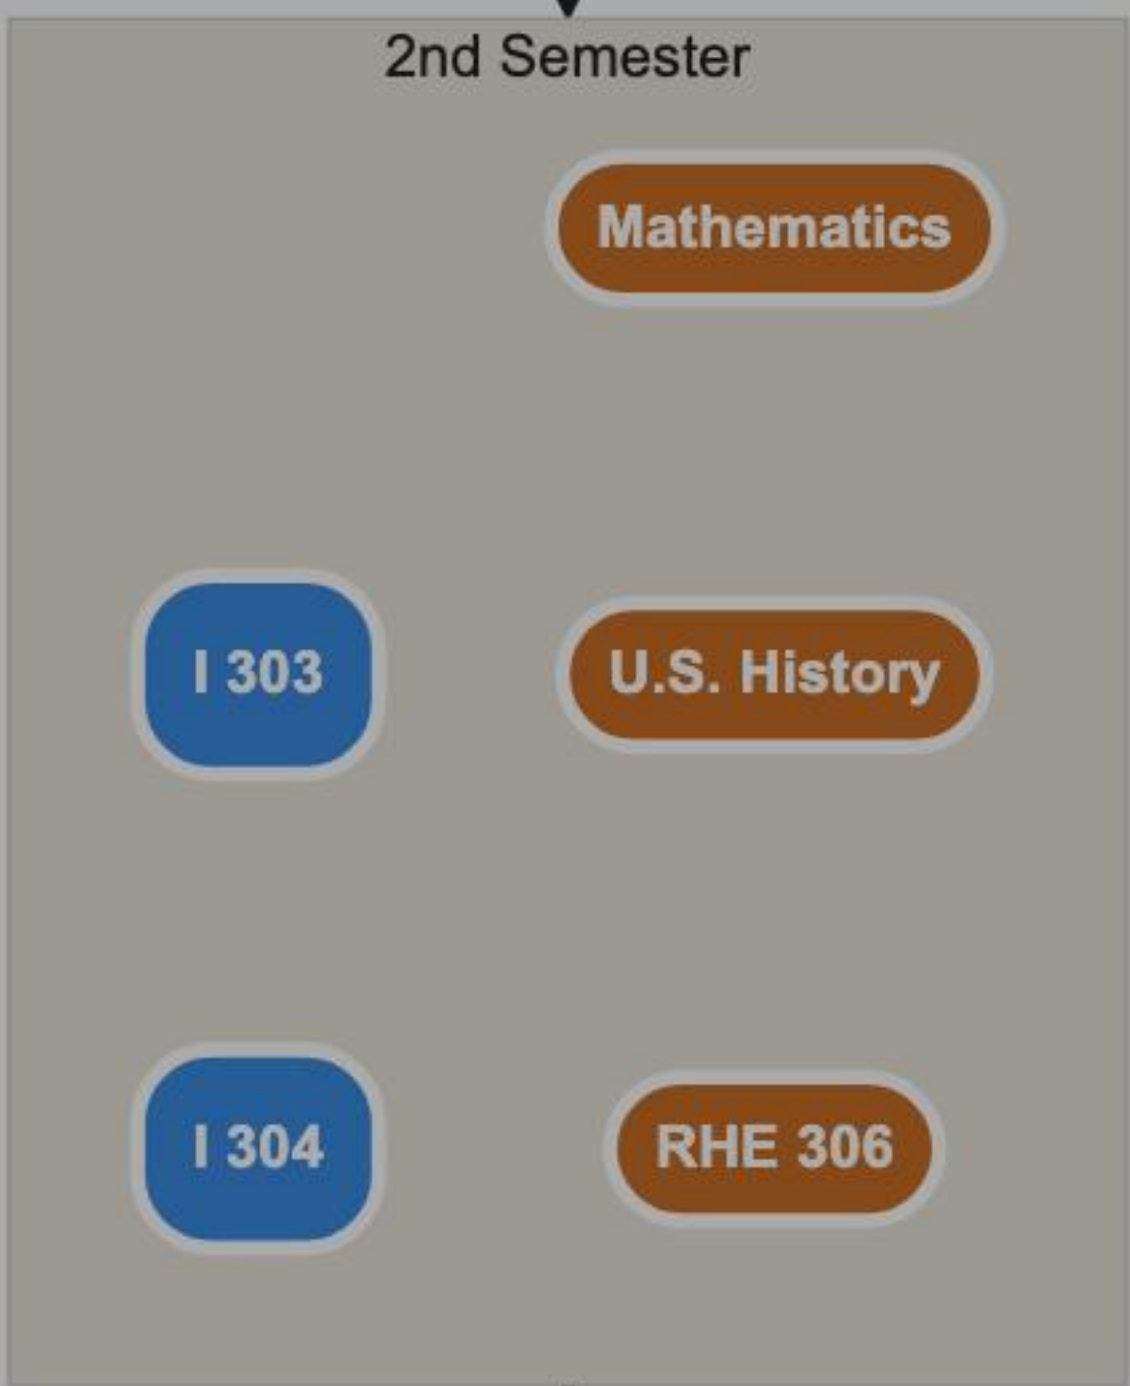 2nd Semester
Mathematics
I 303
U.S. History
I 304
RHE 306